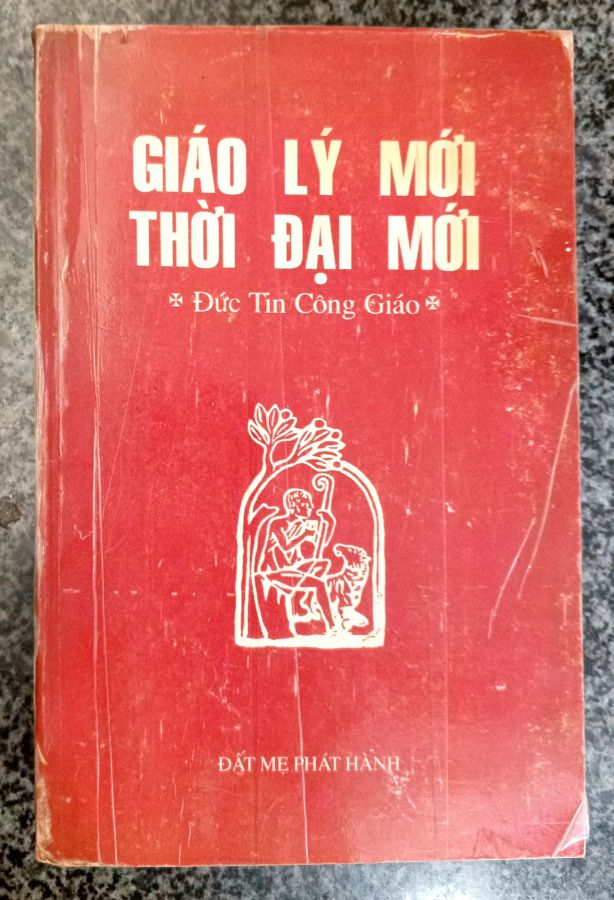 GIÁO LÝ MỚI
THỜI ĐẠI MỚI
✠ Đức Tin Công Giáo ✠
ĐẤT MẸ PHÁT HÀNH